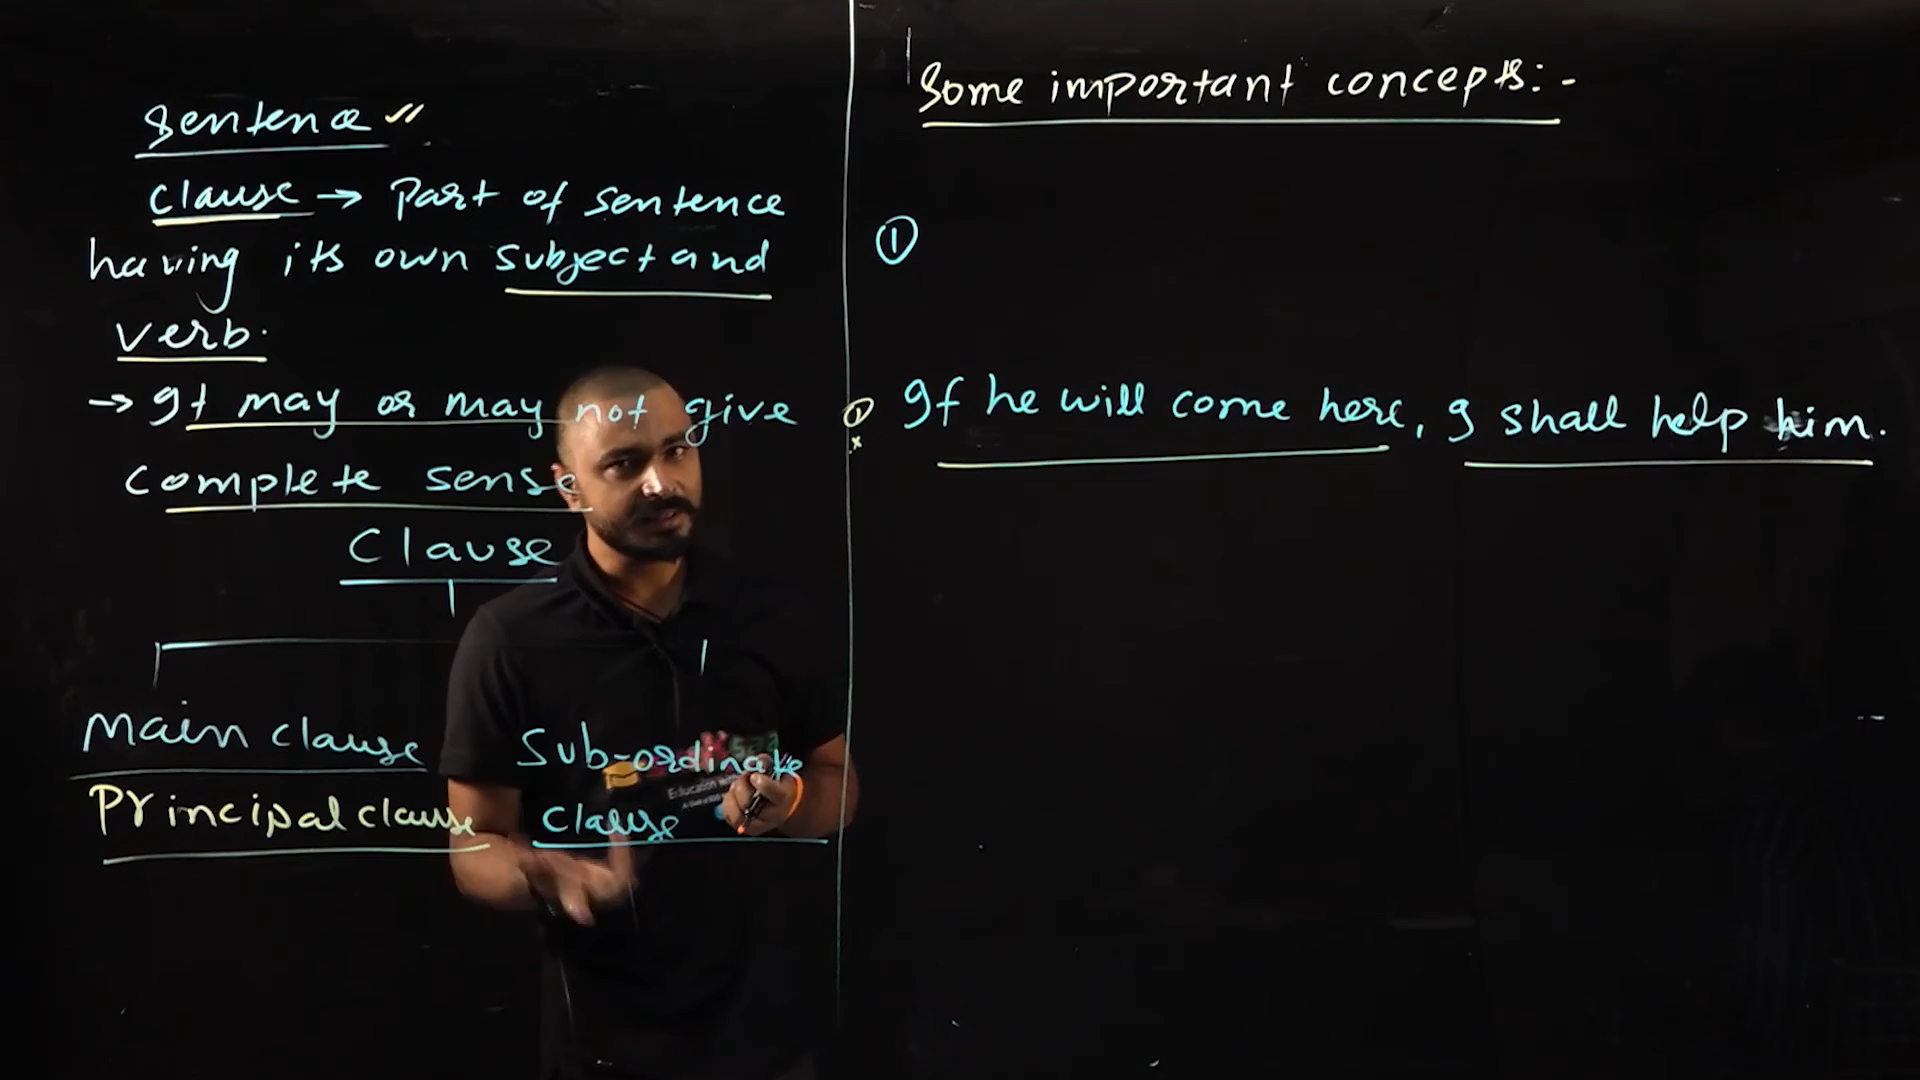 Sentence
Clause → Part of sentence
having its own subject and
verb.
→ It may or may not give
Complete sense
Clause
Main clause
Principal clause
Sub-ordinate
Clause
Some important concepts:-
①
① If he will come here, I shall help him.
Education